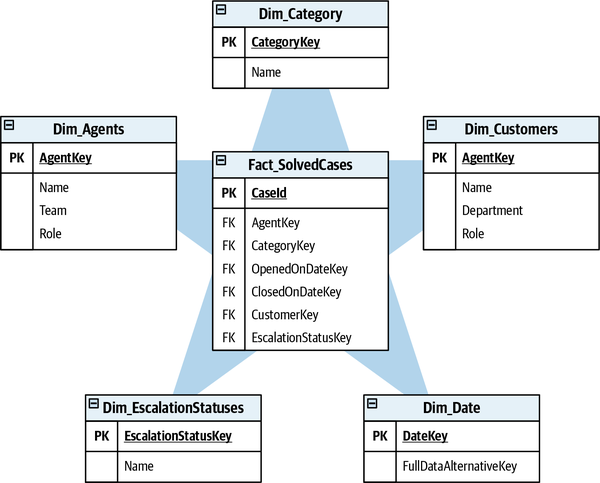 Dim_Category
PK CategoryKey
Name
Dim_Agents
PK AgentKey
Name
Team
Role
Dim_Customers
PK AgentKey
Name
Department
Role
Fact_SolvedCases
PK CaseId
FK AgentKey
FK CategoryKey
FK OpenedOnDateKey
FK ClosedOnDateKey
FK CustomerKey
FK EscalationStatusKey
Dim_EscalationStatuses
PK EscalationStatusKey
Name
Dim_Date
PK DateKey
FullDataAlternativeKey